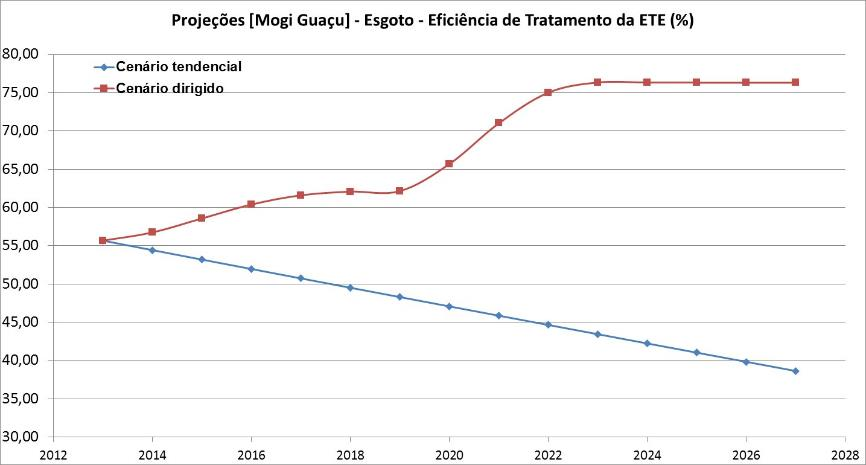 Projeções [Mogi Guaçu] - Esgoto - Eficiência de Tratamento da ETE (%)
80,00
Cenário tendencial
Cenário dirigido
75,00
70,00
65,00
60,00
55,00
50,00
45,00
40,00
35,00
30,00
2012 2014 2016 2018 2020 2022 2024 2026 2028